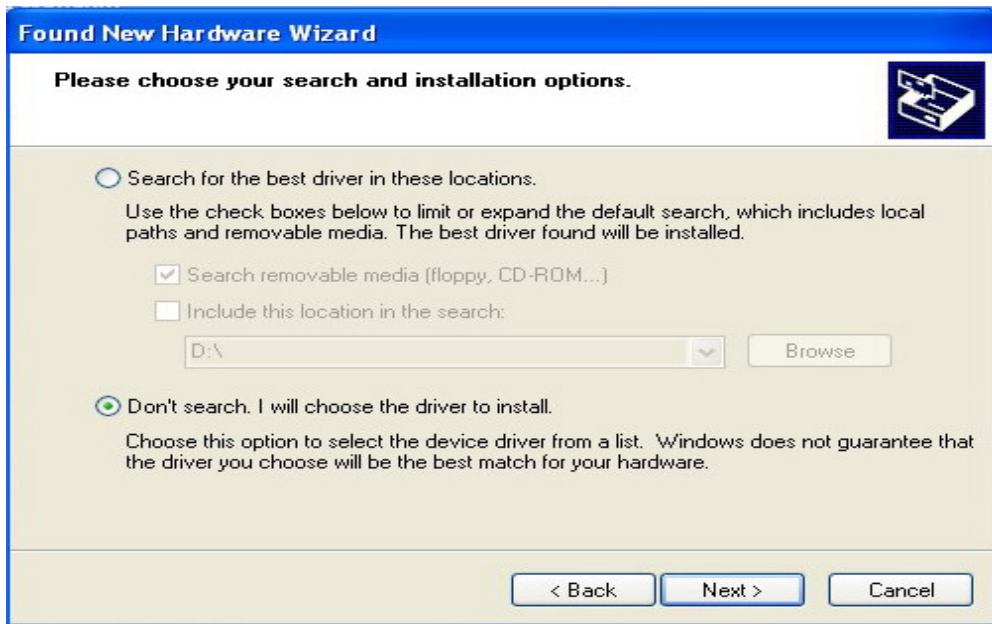 Found New Hardware Wizard
Please choose your search and installation options.
Search for the best driver in these locations.
Use the check boxes below to limit or expand the default search, which includes local
paths and removable media. The best driver found will be installed.
Search removable media (floppy, CD-ROM...)
Include this location in the search:
D:\
Browse
Don't search. I will choose the driver to install.
Choose this option to select the device driver from a list. Windows does not guarantee that
the driver you choose will be the best match for your hardware.
< Back
Next >
Cancel